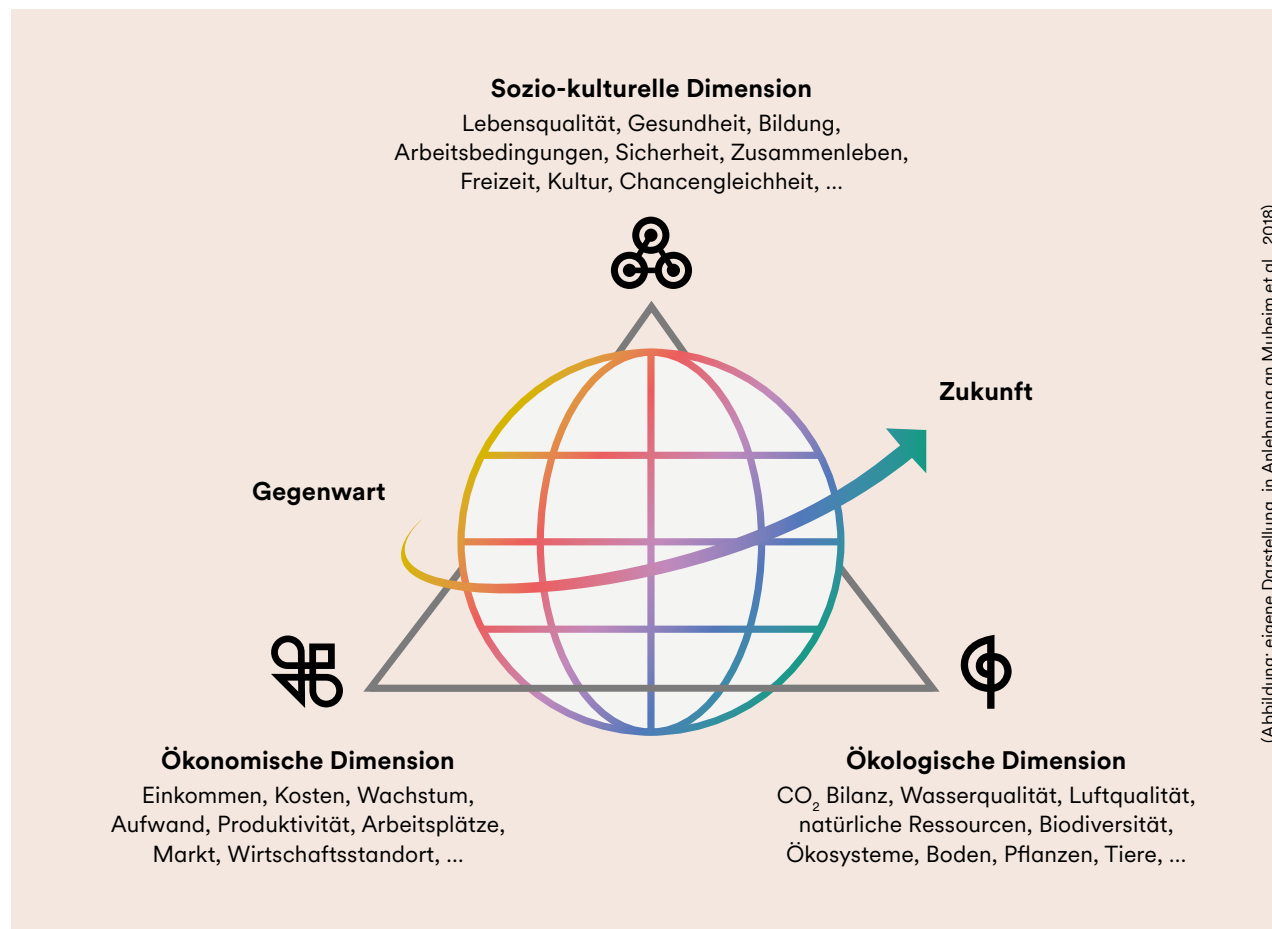 Sozio-kulturelle Dimension
Lebensqualität, Gesundheit, Bildung,
Arbeitsbedingungen, Sicherheit, Zusammenleben,
Freizeit, Kultur, Chancengleichheit, ...
Zukunft
Gegenwart
Ökonomische Dimension
Einkommen, Kosten, Wachstum,
Aufwand, Produktivität, Arbeitsplätze,
Markt, Wirtschaftsstandort, ...
Ökologische Dimension
CO₂ Bilanz, Wasserqualität, Luftqualität,
natürliche Ressourcen, Biodiversität,
Ökosysteme, Boden, Pflanzen, Tiere, ...
(Abbildung: eigene Darstellung, in Anlehnung an Muheim et al., 2018)